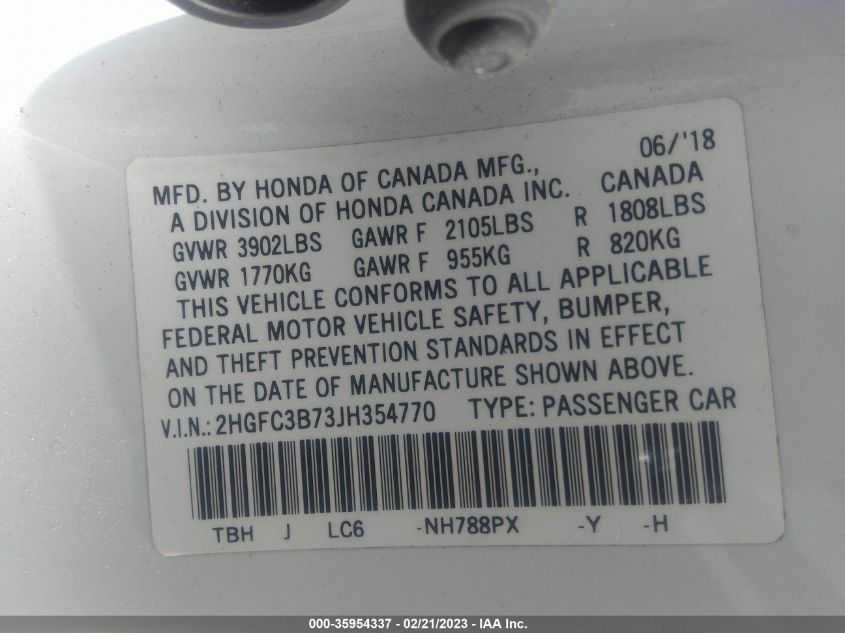 06/'18
MFD. BY HONDA OF CANADA MFG.,
A DIVISION OF HONDA CANADA INC. CANADA
GVWR 3902LBS GAWR F 2105LBS R 1808LBS
GVWR 1770KG GAWR F 955KG R 820KG
THIS VEHICLE CONFORMS TO ALL APPLICABLE
FEDERAL MOTOR VEHICLE SAFETY, BUMPER,
AND THEFT PREVENTION STANDARDS IN EFFECT
ON THE DATE OF MANUFACTURE SHOWN ABOVE.
V.I.N.: 2HGFC3B73JH354770 TYPE: PASSENGER CAR
TBH J LC6 -NH788PX -Y -H
000-35954337 - 02/21/2023 - IAA Inc.